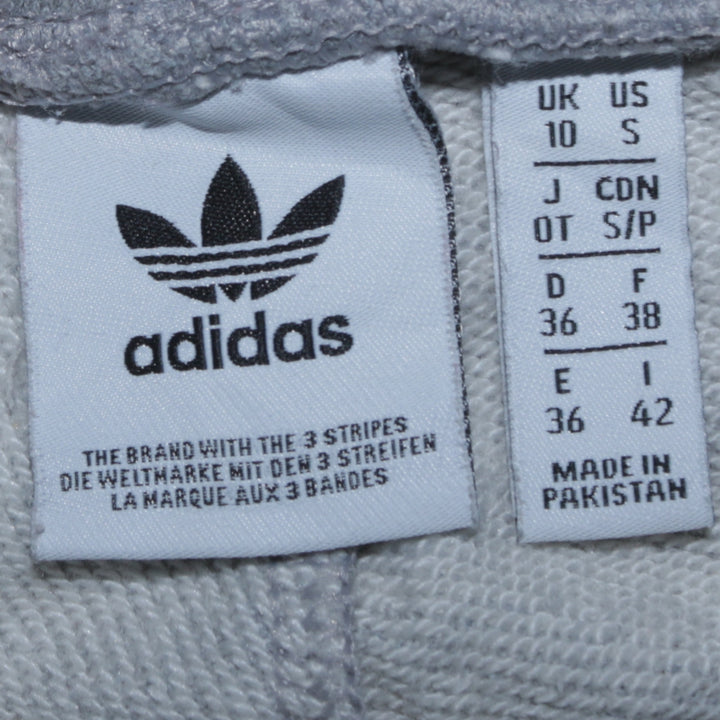 adidas
THE BRAND WITH THE 3 STRIPES
DIE WELTMARKE MIT DEN 3 STREIFEN
LA MARQUE AUX 3 BANDES
UK US
10 S
J CDN
OT S/P
D F
36 38
E I
36 42
MADE IN
PAKISTAN